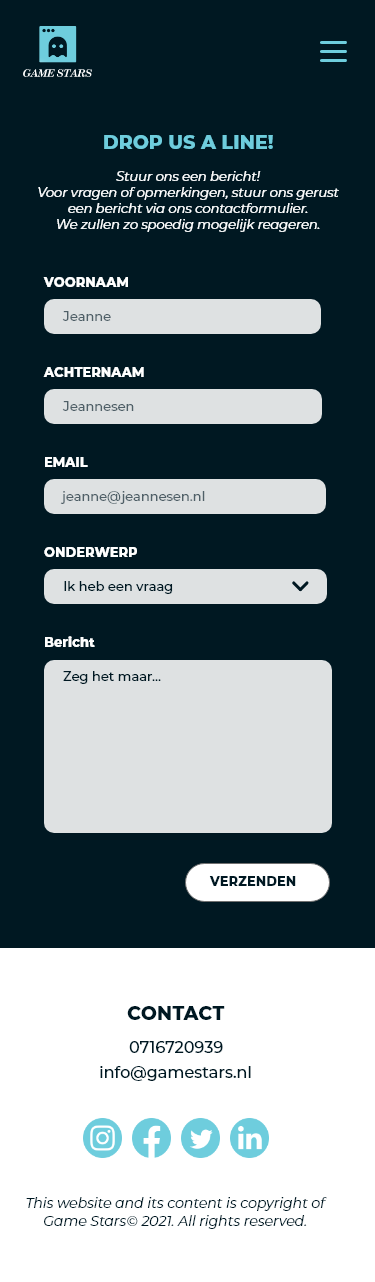 GAME STARS
DROP US A LINE!
Stuur ons een bericht!
Voor vragen of opmerkingen, stuur ons gerust
een bericht via ons contactformulier.
We zullen zo spoedig mogelijk reageren.
VOORNAAM
Jeanne
ACHTERNAAM
Jeannesen
EMAIL
jeanne@jeannesen.nl
ONDERWERP
Ik heb een vraag
Bericht
Zeg het maar...
VERZENDEN
CONTACT
0716720939
info@gamestars.nl
This website and its content is copyright of
Game Stars© 2021. All rights reserved.